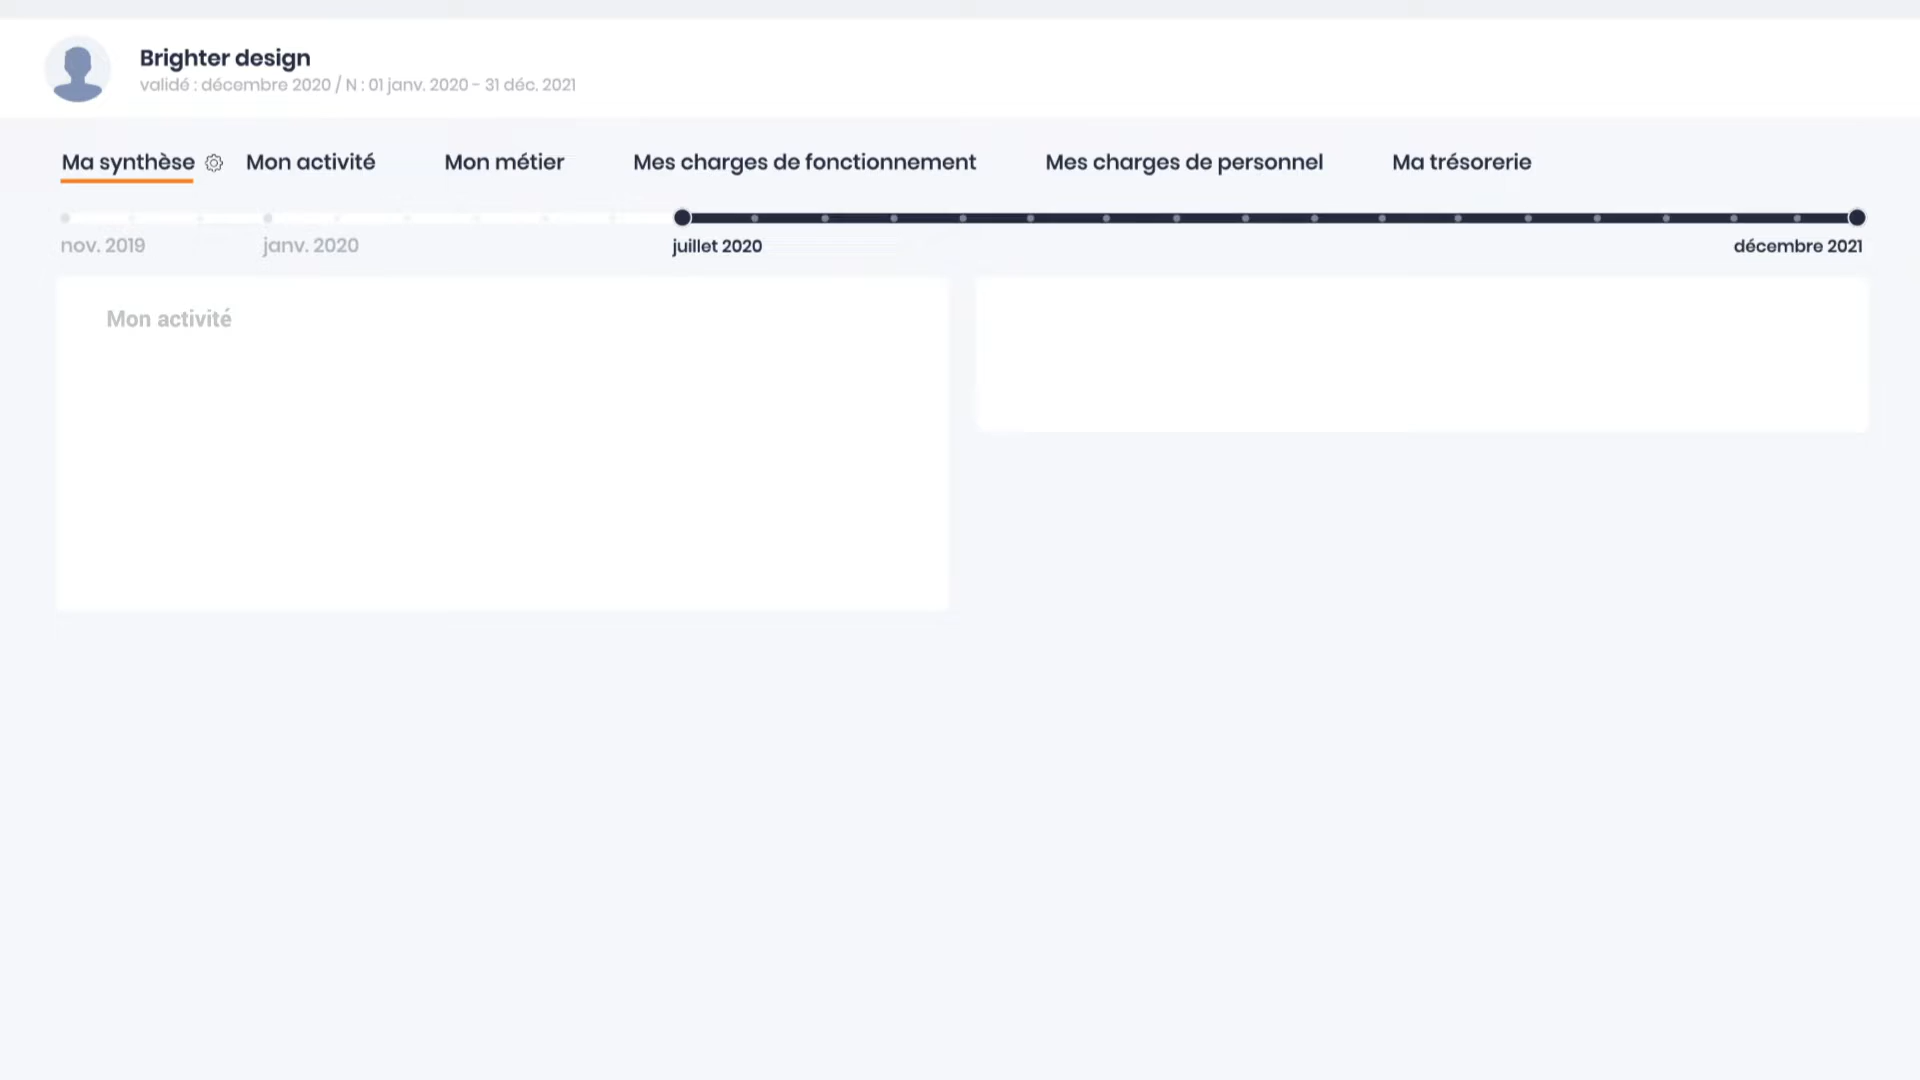 Brighter design
validé : décembre 2020 / N : 01 janv. 2020 - 31 déc. 2021
Ma synthèse Mon activité Mon métier Mes charges de fonctionnement Mes charges de personnel Ma trésorerie
nov. 2019 janv. 2020 juillet 2020 décembre 2021
Mon activité